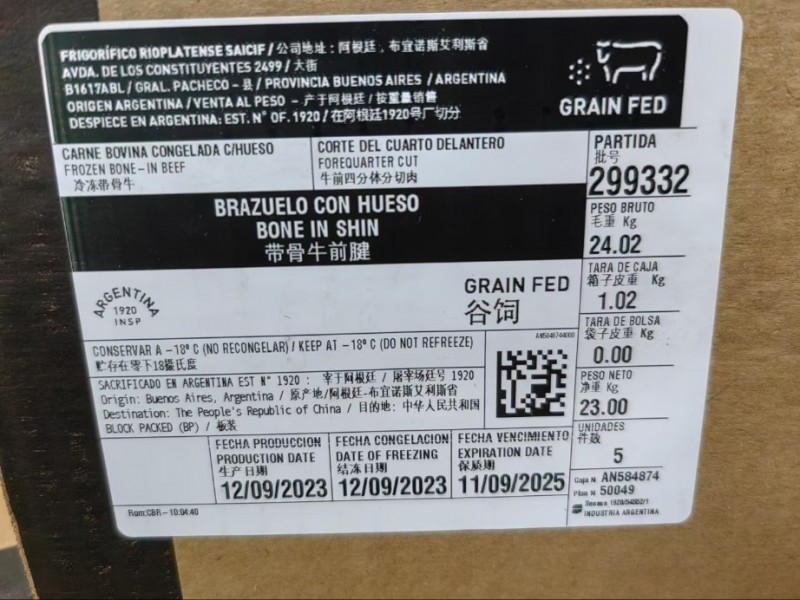 FRIGORÍFICO RIOPLATENSE SAICIF / 公司地址: 阿根廷, 布宜诺斯艾利斯省
AVDA. DE LOS CONSTITUYENTES 2499 / 大街
B1617ABL / GRAL. PACHECO - 县 / PROVINCIA BUENOS AIRES / ARGENTINA
ORIGEN ARGENTINA / VENTA AL PESO - 产于阿根廷 / 按重量销售
DESPIECE EN ARGENTINA: EST. N° OF. 1920 / 在阿根廷1920号厂切分
GRAIN FED
CARNE BOVINA CONGELADA C/HUESO
FROZEN BONE-IN BEEF
冷冻带骨牛
CORTE DEL CUARTO DELANTERO
FOREQUARTER CUT
牛前四分体分切肉
PARTIDA
批号
299332
BRAZUELO CON HUESO
BONE IN SHIN
带骨牛前腱
PESO BRUTO
毛重 Kg
24.02
ARGENTINA
1920
INSP
GRAIN FED
谷饲
TARA DE CAJA
箱子皮重 Kg
1.02
TARA DE BOLSA
袋子皮重 Kg
0.00
CONSERVAR A -18° C (NO RECONGELAR) / KEEP AT -18° C (DO NOT REFREEZE)
贮存在零下18摄氏度
SACRIFICADO EN ARGENTINA EST N° 1920 : 宰于阿根廷 / 屠宰场廷号 1920
Origin: Buenos Aires, Argentina / 原产地/阿根廷-布宜诺斯艾利斯省
Destination: The People's Republic of China / 目的地: 中华人民共和国
BLOCK PACKED (BP) / 板装
PESO NETO
净重 Kg
23.00
UNIDADES
件数
5
FECHA PRODUCCION
PRODUCTION DATE
生产日期
12/09/2023
FECHA CONGELACION
DATE OF FREEZING
结冻日期
12/09/2023
FECHA VENCIMIENTO
EXPIRATION DATE
保质期
11/09/2025
Caja N. AN584874
Plan N 50049
INDUSTRIA ARGENTINA
Rom:CBR - 10:04:40